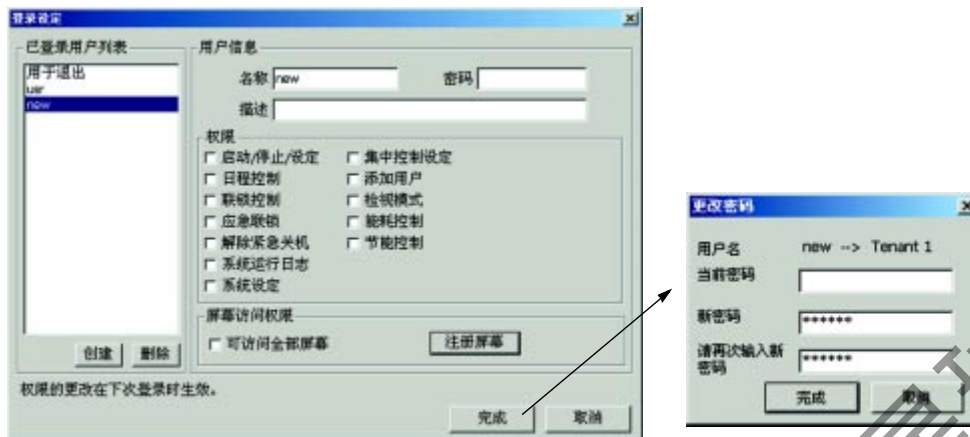 登录设定
已登录用户列表
用于退出
usr
new
创建
删除
用户信息
名称 new
密码
描述
权限
启动/停止/设定
集中控制设定
日程控制
添加用户
联锁控制
检视模式
应急联锁
能耗控制
解除紧急关机
节能控制
系统运行日志
系统设定
屏幕访问权限
可访问全部屏幕
注册屏幕
权限的更改在下次登录时生效。
完成
取消
更改密码
用户名 new --> Tenant 1
当前密码
新密码 ******
请再次输入新
密码 ******
完成
取消